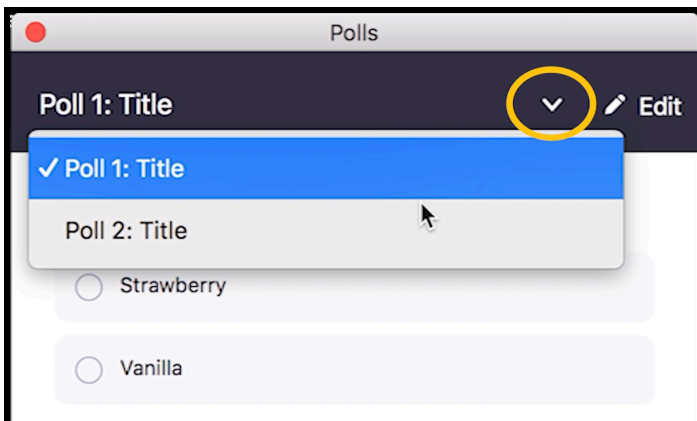 Polls
Poll 1: Title Edit
✓ Poll 1: Title
Poll 2: Title
Strawberry
Vanilla